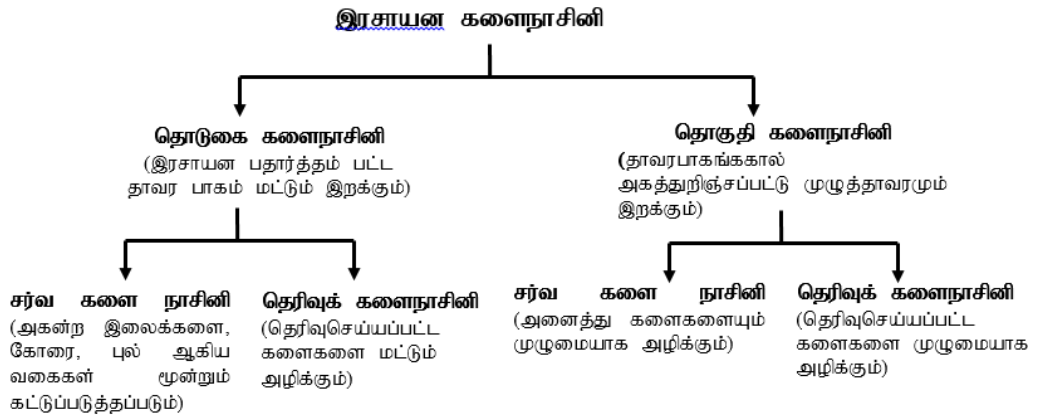 இரசாயன களைநாசினி
தொடுகை களைநாசினி
(இரசாயன பதார்த்தம் பட்ட
தாவர பாகம் மட்டும் இறக்கும்)
தொகுதி களைநாசினி
(தாவரபாகங்ககால்
அகத்துறிஞ்சப்பட்டு முழுத்தாவரமும்
இறக்கும்)
சர்வ களை நாசினி
(அகன்ற இலைக்களை,
கோரை, புல் ஆகிய
வகைகள் மூன்றும்
கட்டுப்படுத்தப்படும்)
தெரிவுக் களைநாசினி
(தெரிவுசெய்யப்பட்ட
களைகளை மட்டும்
அழிக்கும்)
சர்வ களை நாசினி
(அனைத்து களைகளையும்
முழுமையாக அழிக்கும்)
தெரிவுக் களைநாசினி
(தெரிவுசெய்யப்பட்ட
களைகளை முழுமையாக
அழிக்கும்)